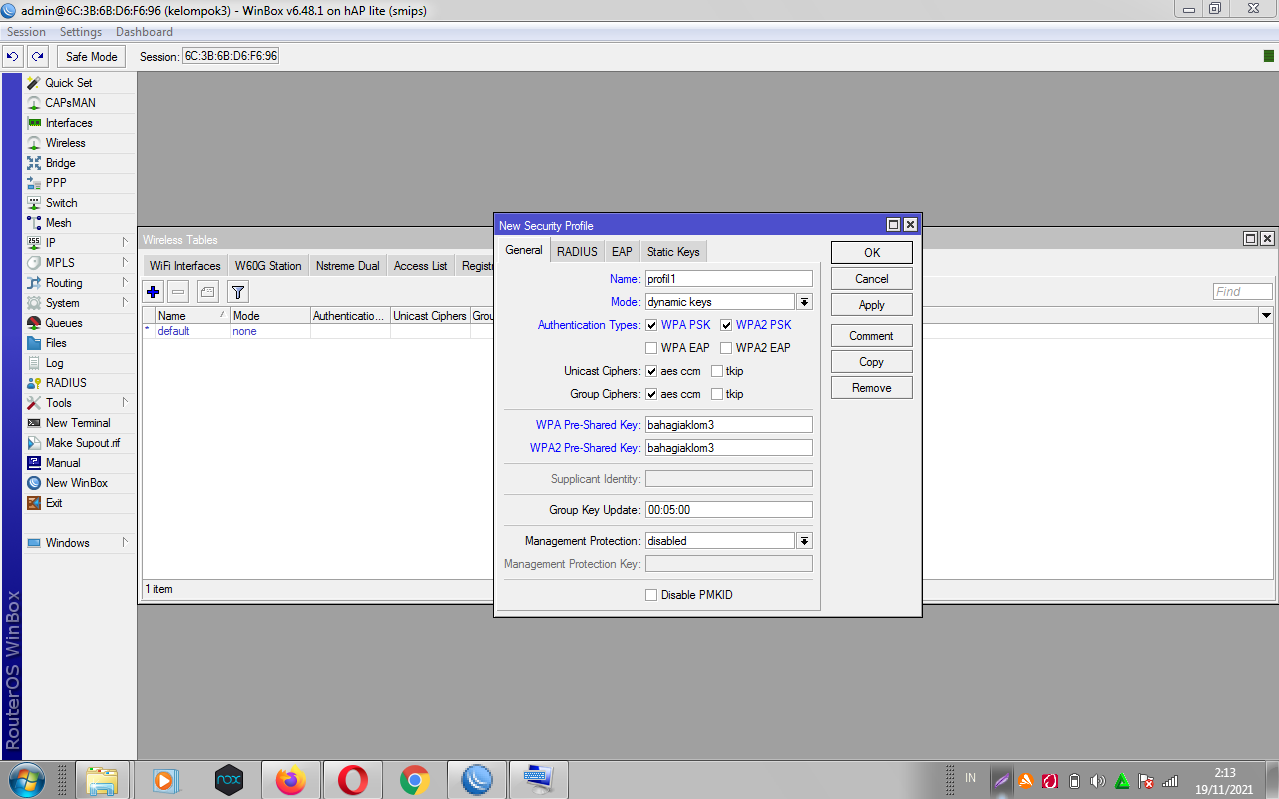 admin@6C:3B:6B:D6:F6:96 (kelompok3) - WinBox v6.48.1 on hAP lite (smips)
Session Settings Dashboard
Safe Mode Session: 6C:3B:6B:D6:F6:96
Quick Set
CAPsMAN
Interfaces
Wireless
Bridge
PPP
Switch
Mesh
IP
MPLS
Routing
System
Queues
Files
Log
RADIUS
Tools
New Terminal
Make Supout.rif
Manual
New WinBox
Exit
Windows
RouterOS WinBox
Wireless Tables
WiFi Interfaces W60G Station Nstreme Dual Access List Registr
Find
Name Mode Authenticatio... Unicast Ciphers Grou
* default none
1 item
New Security Profile
General RADIUS EAP Static Keys
Name: profil1
Mode: dynamic keys
Authentication Types: WPA PSK WPA2 PSK
WPA EAP WPA2 EAP
Unicast Ciphers: aes ccm tkip
Group Ciphers: aes ccm tkip
WPA Pre-Shared Key: bahagiaklom3
WPA2 Pre-Shared Key: bahagiaklom3
Supplicant Identity:
Group Key Update: 00:05:00
Management Protection: disabled
Management Protection Key:
Disable PMKID
OK
Cancel
Apply
Comment
Copy
Remove
nox
IN
2:13
19/11/2021